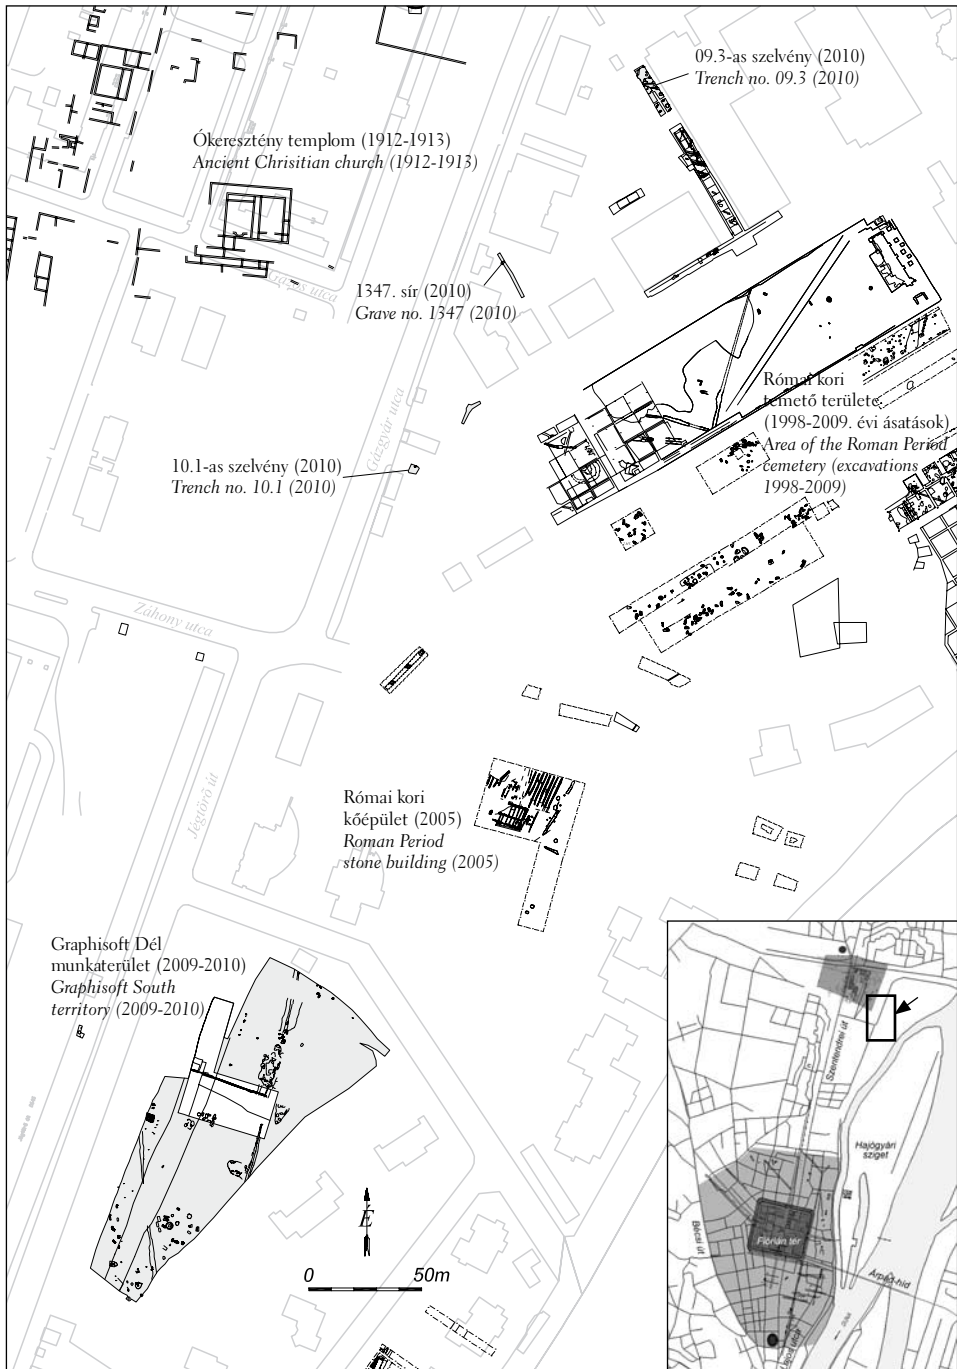 09.3-as szelvény (2010)
Trench no. 09.3 (2010)
Ókeresztény templom (1912-1913)
Ancient Chrisitian church (1912-1913)
1347. sír (2010)
Grave no. 1347 (2010)
Római kori
temető területe
(1998-2009. évi ásatások)
Area of the Roman Period
cemetery (excavations
1998-2009)
Gázgyár utca
10.1-as szelvény (2010)
Trench no. 10.1 (2010)
Záhony utca
Jégtörő út
Római kori
kőépület (2005)
Roman Period
stone building (2005)
Graphisoft Dél
munkaterület (2009-2010)
Graphisoft South
territory (2009-2010)
É
0 50m
Szentendrei út
Hajógyári
sziget
Bécsi út
Flórián tér
Árpád-híd